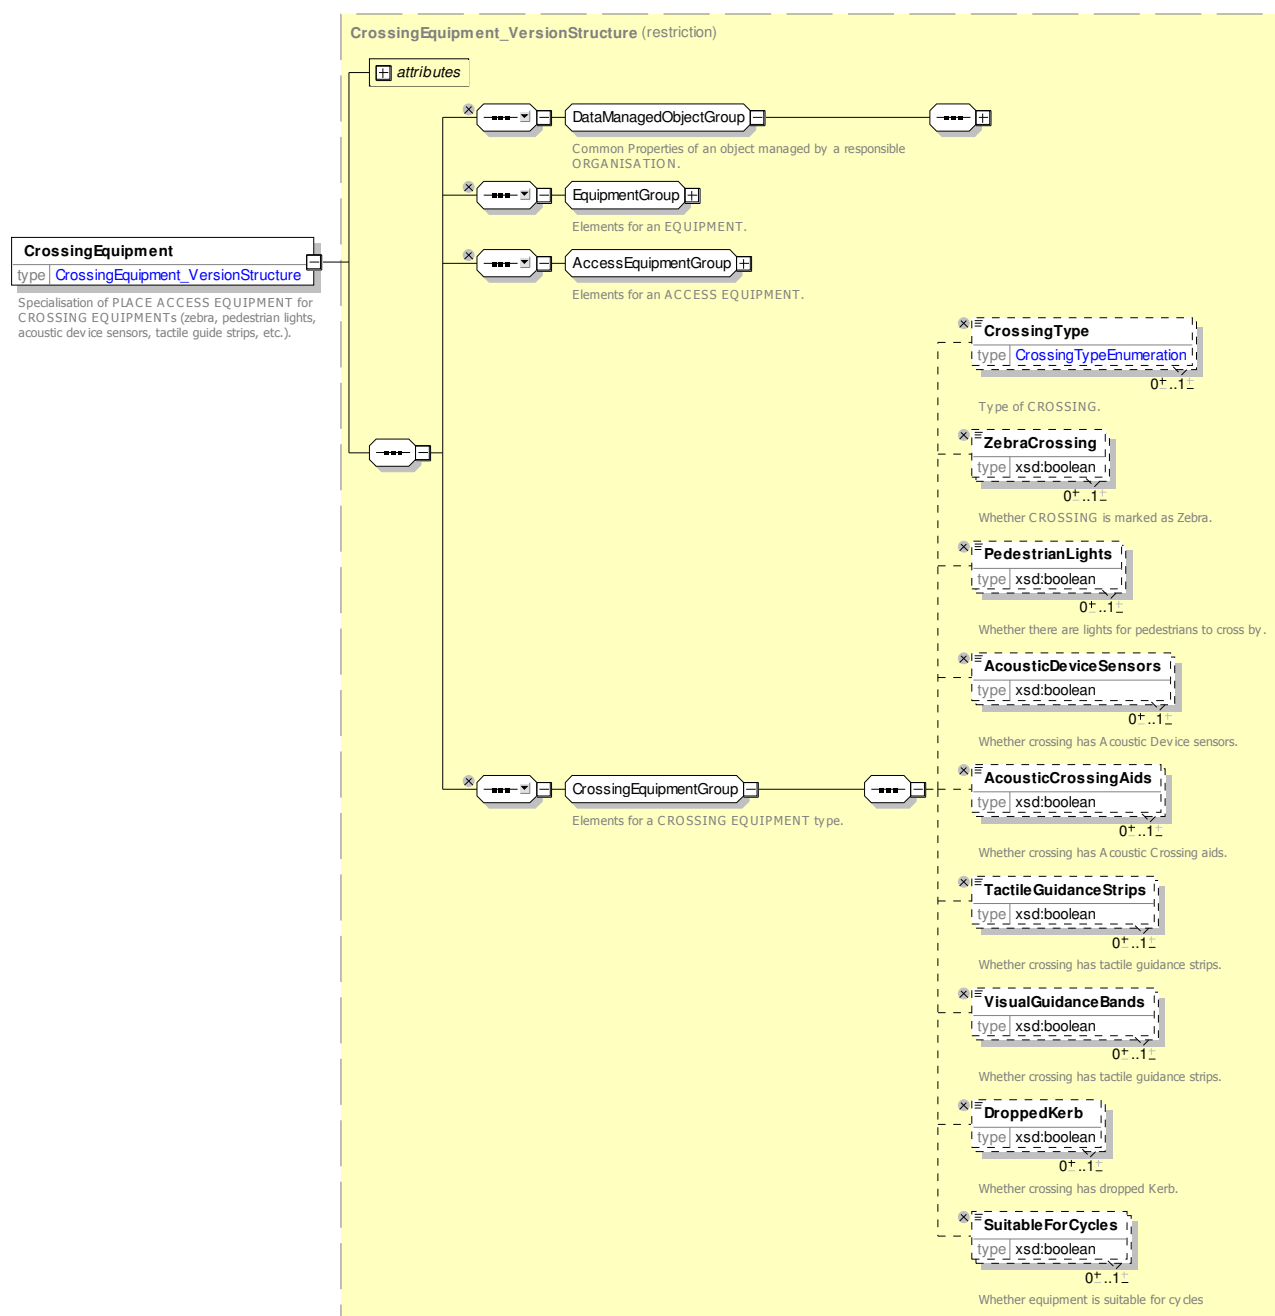 CrossingEquipment_VersionStructure (restriction)
attributes
DataManagedObjectGroup
Common Properties of an object managed by a responsible
ORGANISATION.
EquipmentGroup
Elements for an EQUIPMENT.
CrossingEquipment
type CrossingEquipment_VersionStructure
Specialisation of PLACE ACCESS EQUIPMENT for
CROSSING EQUIPMENTs (zebra, pedestrian lights,
acoustic device sensors, tactile guide strips, etc.).
AccessEquipmentGroup
Elements for an ACCESS EQUIPMENT.
CrossingType
type CrossingTypeEnumeration
0..1
Type of CROSSING.
ZebraCrossing
type xsd:boolean
0..1
Whether CROSSING is marked as Zebra.
PedestrianLights
type xsd:boolean
0..1
Whether there are lights for pedestrians to cross by.
AcousticDeviceSensors
type xsd:boolean
0..1
Whether crossing has Acoustic Device sensors.
CrossingEquipmentGroup
Elements for a CROSSING EQUIPMENT type.
AcousticCrossingAids
type xsd:boolean
0..1
Whether crossing has Acoustic Crossing aids.
TactileGuidanceStrips
type xsd:boolean
0..1
Whether crossing has tactile guidance strips.
VisualGuidanceBands
type xsd:boolean
0..1
Whether crossing has tactile guidance strips.
DroppedKerb
type xsd:boolean
0..1
Whether crossing has dropped Kerb.
SuitableForCycles
type xsd:boolean
0..1
Whether equipment is suitable for cycles